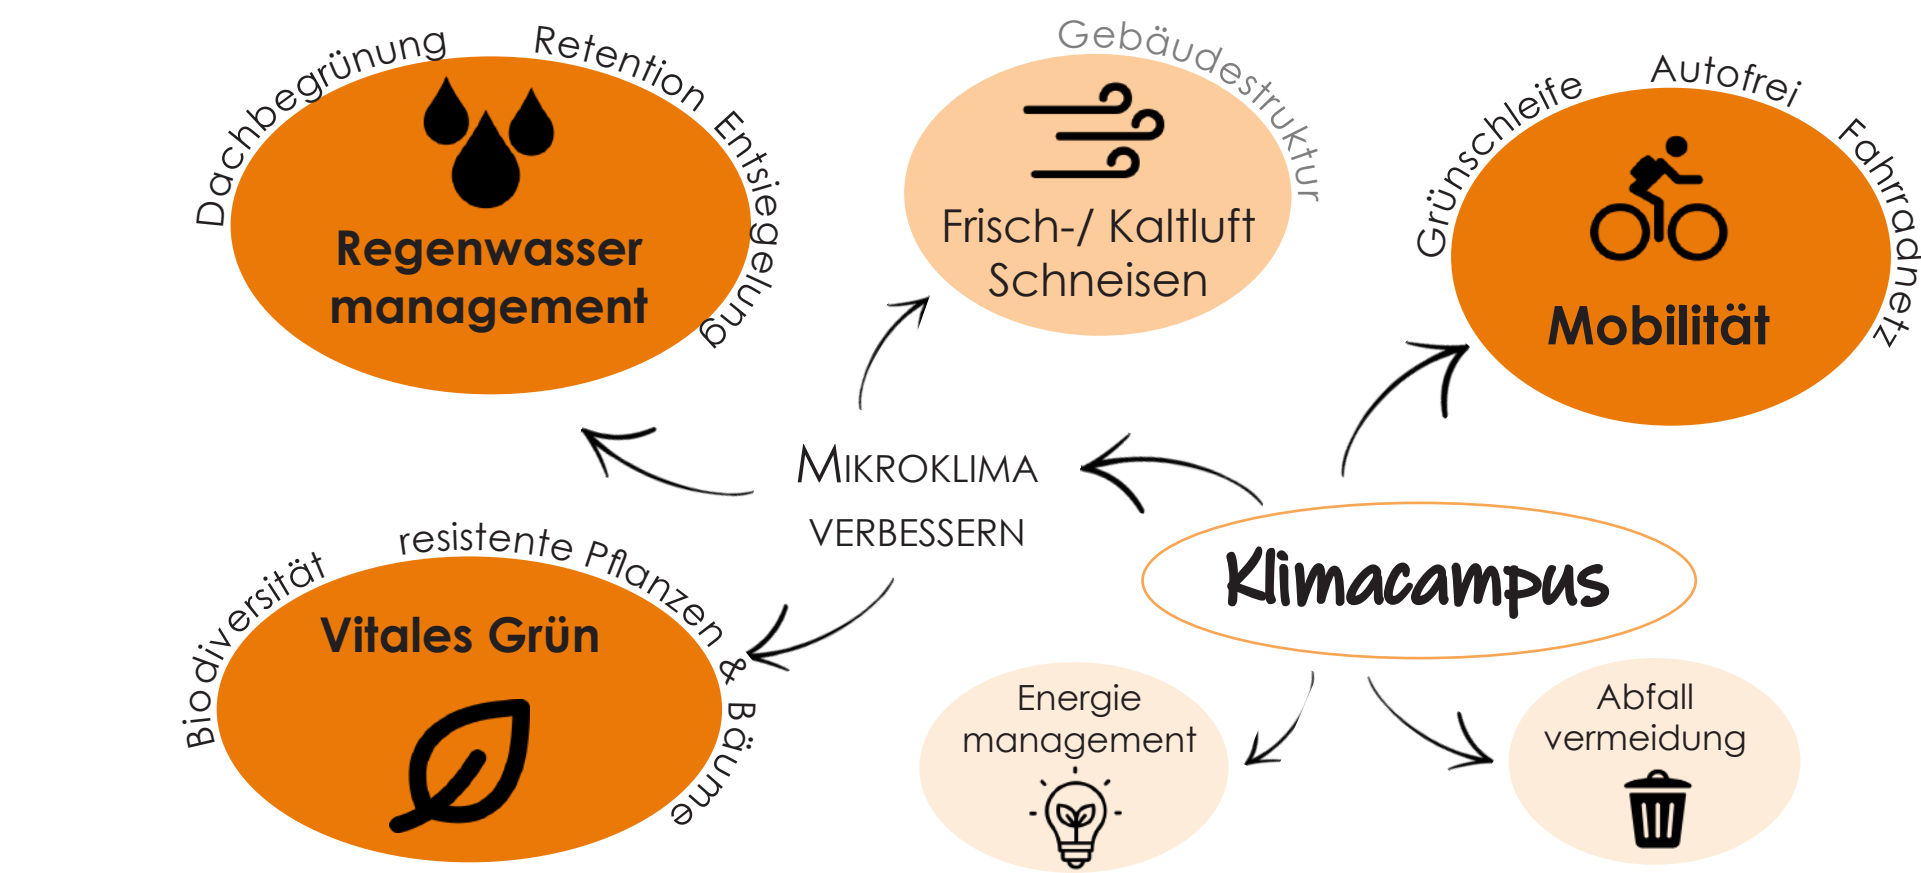 Dachbegrünung
Retention
Entsiegelung
Regenwasser
management
Gebäudestruktur
Frisch-/ Kaltluft
Schneisen
Grünschleife
Autofrei
Fahrradnetz
Mobilität
MIKROKLIMA
VERBESSERN
Klimacampus
Biodiversität
resistente Pflanzen & Bäume
Vitales Grün
Energie
management
Abfall
vermeidung